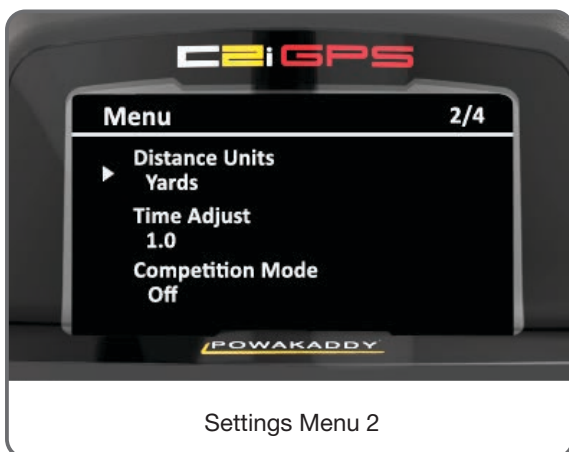 C2i GPS
Menu 2/4
Distance Units
Yards
Time Adjust
1.0
Competition Mode
Off
POWAKADDY
Settings Menu 2